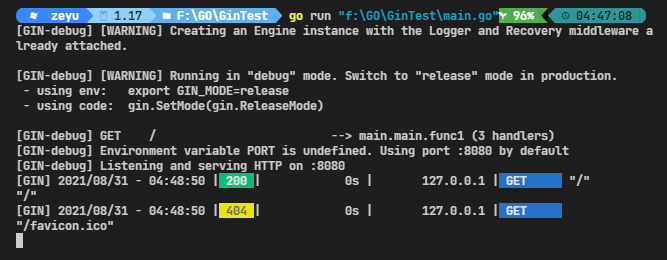 zeyu 1.17 F:\GO\GinTest go run "f:\GO\GinTest\main.go" 96% 04:47:08
[GIN-debug] [WARNING] Creating an Engine instance with the Logger and Recovery middleware a
lready attached.
[GIN-debug] [WARNING] Running in "debug" mode. Switch to "release" mode in production.
- using env: export GIN_MODE=release
- using code: gin.SetMode(gin.ReleaseMode)
[GIN-debug] GET / --> main.main.func1 (3 handlers)
[GIN-debug] Environment variable PORT is undefined. Using port :8080 by default
[GIN-debug] Listening and serving HTTP on :8080
[GIN] 2021/08/31 - 04:48:50 | 200 | 0s | 127.0.0.1 | GET "/"
"/"
[GIN] 2021/08/31 - 04:48:50 | 404 | 0s | 127.0.0.1 | GET
"/favicon.ico"